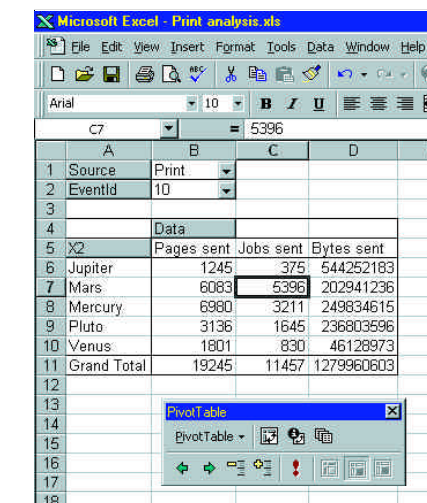 Microsoft Excel - Print analysis.xls
File Edit View Insert Format Tools Data Window Help
Arial 10 B I U
C7 = 5396
A B C D
1 Source Print
2 EventId 10
3
4 Data
5 X2 Pages sent Jobs sent Bytes sent
6 Jupiter 1245 375 544252183
7 Mars 6083 5396 202941236
8 Mercury 6980 3211 249834615
9 Pluto 3136 1645 236803596
10 Venus 1801 830 46128973
11 Grand Total 19245 11457 1279960603
12
13
PivotTable
14
PivotTable
15
16
17
18